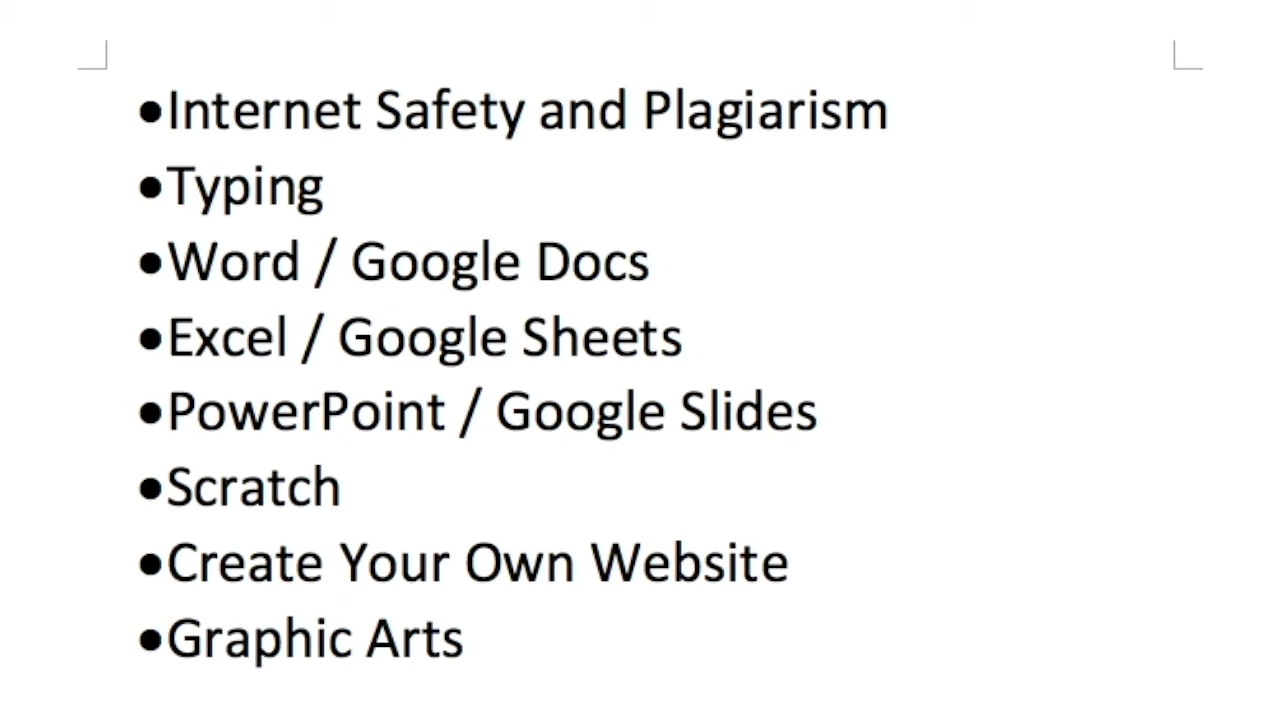 •Internet Safety and Plagiarism
•Typing
•Word / Google Docs
•Excel / Google Sheets
•PowerPoint / Google Slides
•Scratch
•Create Your Own Website
•Graphic Arts